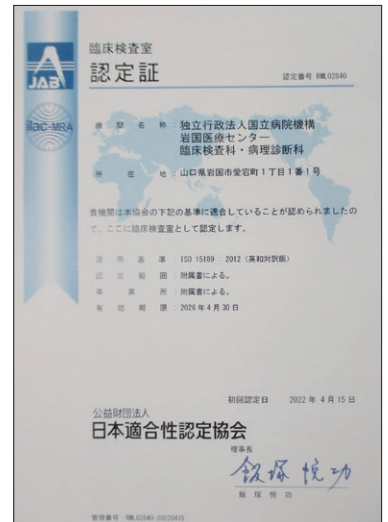 JAB
ilac-MRA
臨床検査室
認定証
認定番号 RML02840
機関名称：独立行政法人国立病院機構
岩国医療センター
臨床検査科・病理診断科
所在地：山口県岩国市愛宕町1丁目1番1号
貴機関は本協会の下記の基準に適合していることが認められましたの
で、ここに臨床検査室として認定します。
適用基準：ISO 15189：2012（英和対訳版）
認定範囲：附属書による。
事業所：附属書による。
有効期限：2026年4月30日
初回認定日 2022年4月15日
公益財団法人
日本適合性認定協会
理事長
飯塚悦功
飯塚悦功
管理番号：RML02840-20220415